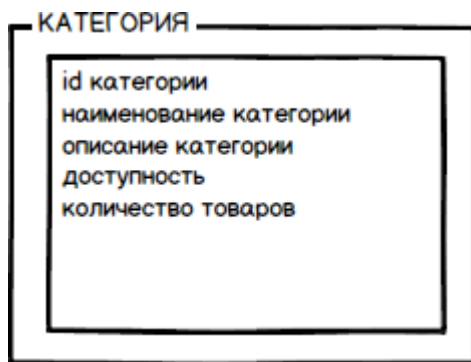 КАТЕГОРИЯ
id категории
наименование категории
описание категории
доступность
количество товаров